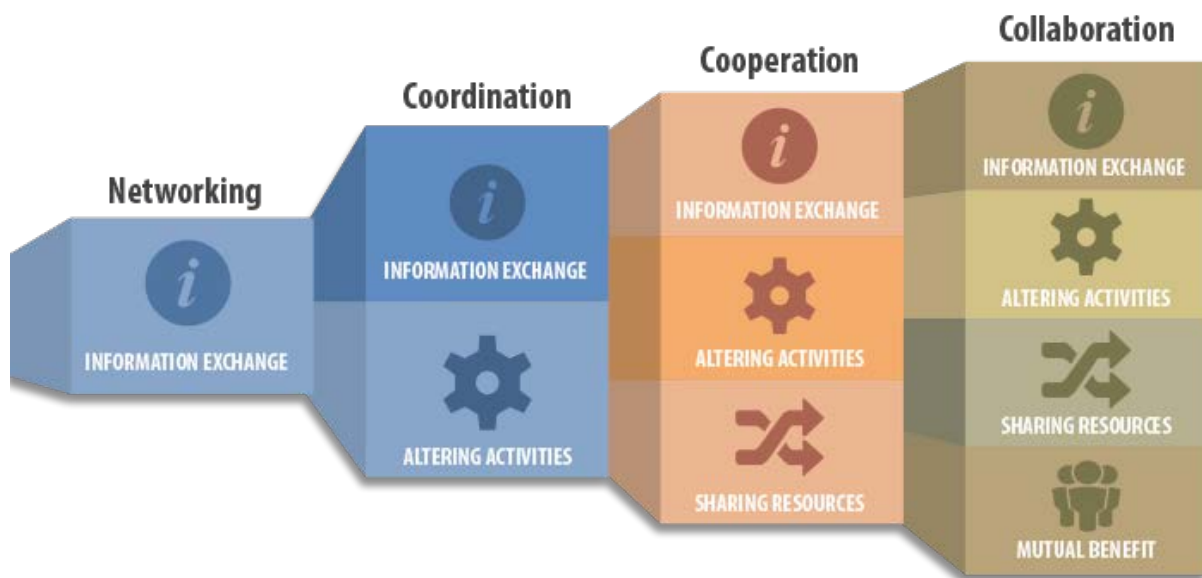 Networking
i
INFORMATION EXCHANGE
Coordination
i
INFORMATION EXCHANGE
ALTERING ACTIVITIES
Cooperation
i
INFORMATION EXCHANGE
ALTERING ACTIVITIES
SHARING RESOURCES
Collaboration
i
INFORMATION EXCHANGE
ALTERING ACTIVITIES
SHARING RESOURCES
MUTUAL BENEFIT